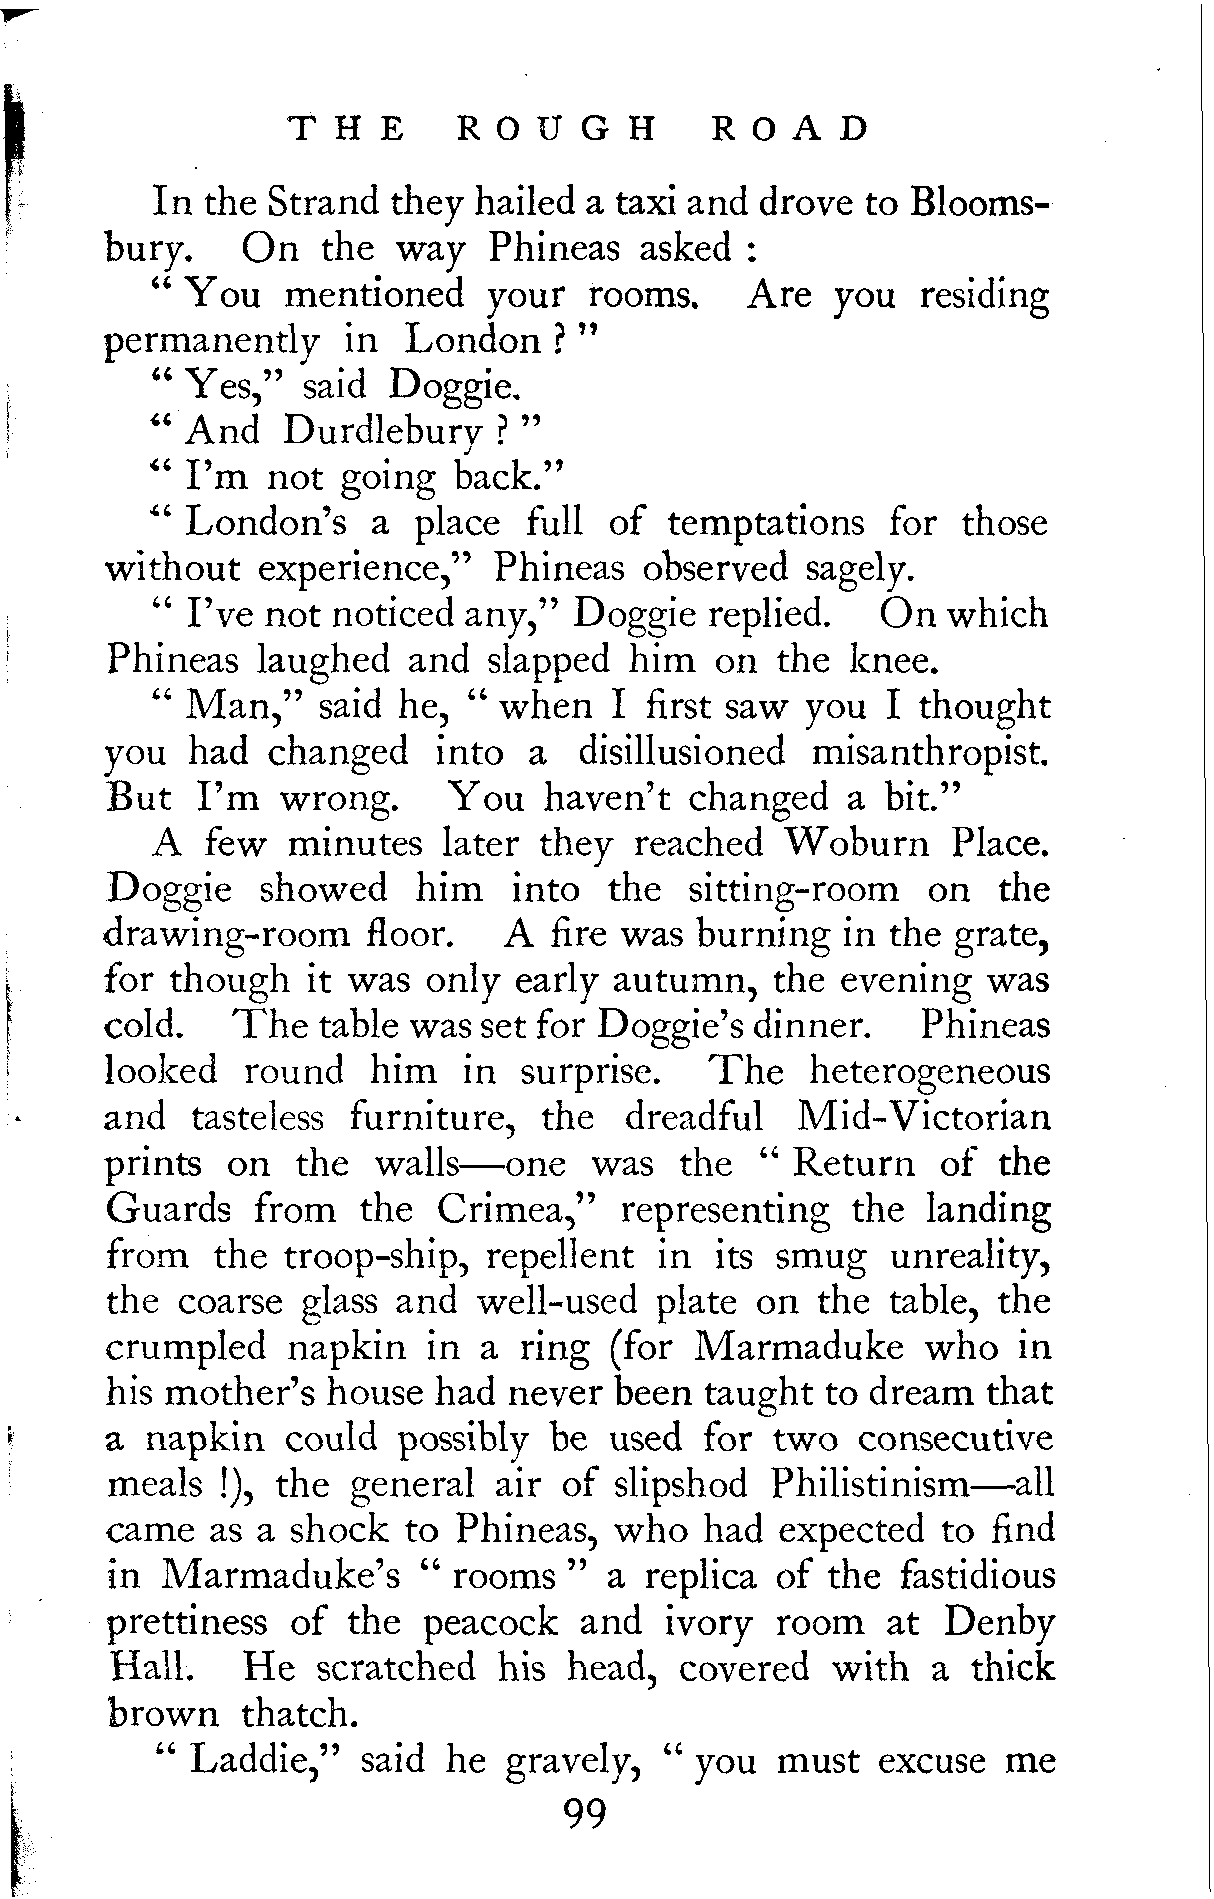 THE ROUGH ROAD
In the Strand they hailed a taxi and drove to Blooms-
bury. On the way Phineas asked :
“ You mentioned your rooms. Are you residing
permanently in London ? ”
“ Yes,” said Doggie.
“ And Durdlebury ? ”
“ I’m not going back.”
“ London’s a place full of temptations for those
without experience,” Phineas observed sagely.
“ I’ve not noticed any,” Doggie replied. On which
Phineas laughed and slapped him on the knee.
“ Man,” said he, “ when I first saw you I thought
you had changed into a disillusioned misanthropist.
But I’m wrong. You haven’t changed a bit.”
A few minutes later they reached Woburn Place.
Doggie showed him into the sitting-room on the
drawing-room floor. A fire was burning in the grate,
for though it was only early autumn, the evening was
cold. The table was set for Doggie’s dinner. Phineas
looked round him in surprise. The heterogeneous
and tasteless furniture, the dreadful Mid-Victorian
prints on the walls—one was the “ Return of the
Guards from the Crimea,” representing the landing
from the troop-ship, repellent in its smug unreality,
the coarse glass and well-used plate on the table, the
crumpled napkin in a ring (for Marmaduke who in
his mother’s house had never been taught to dream that
a napkin could possibly be used for two consecutive
meals !), the general air of slipshod Philistinism—all
came as a shock to Phineas, who had expected to find
in Marmaduke’s “ rooms ” a replica of the fastidious
prettiness of the peacock and ivory room at Denby
Hall. He scratched his head, covered with a thick
brown thatch.
“ Laddie,” said he gravely, “ you must excuse me
99